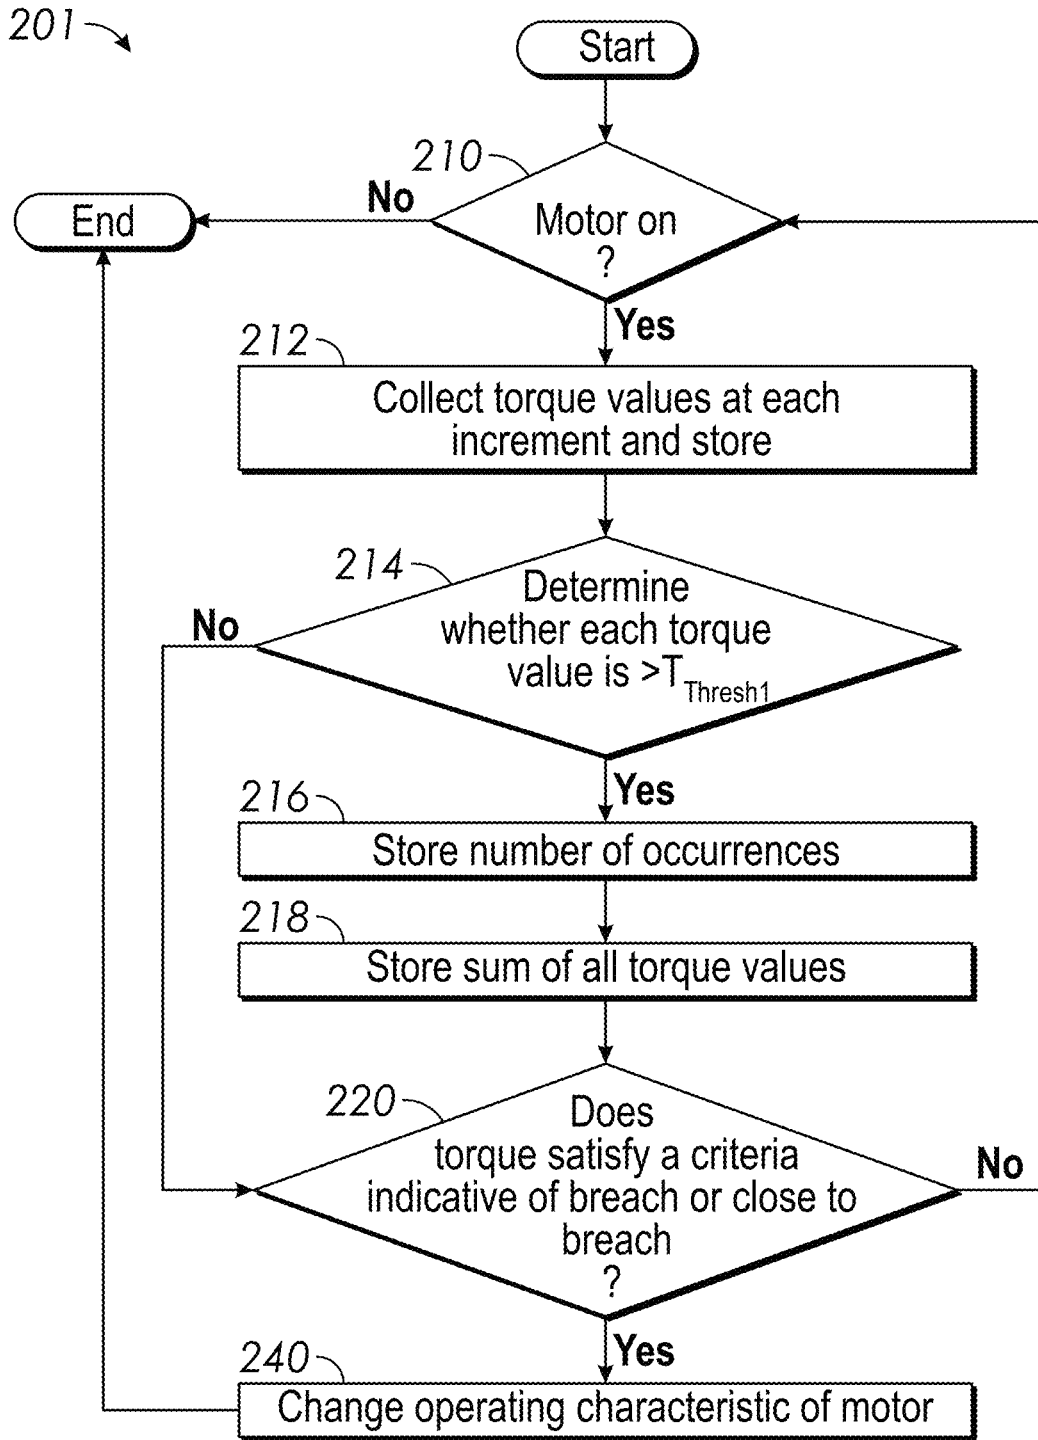 201
Start
210
No
End
Motor on
?
Yes
212
Collect torque values at each
increment and store
214
Determine
whether each torque
value is >T_Thresh1
No
Yes
216
Store number of occurrences
218
Store sum of all torque values
220
Does
torque satisfy a criteria
indicative of breach or close to
breach
?
No
Yes
240
Change operating characteristic of motor